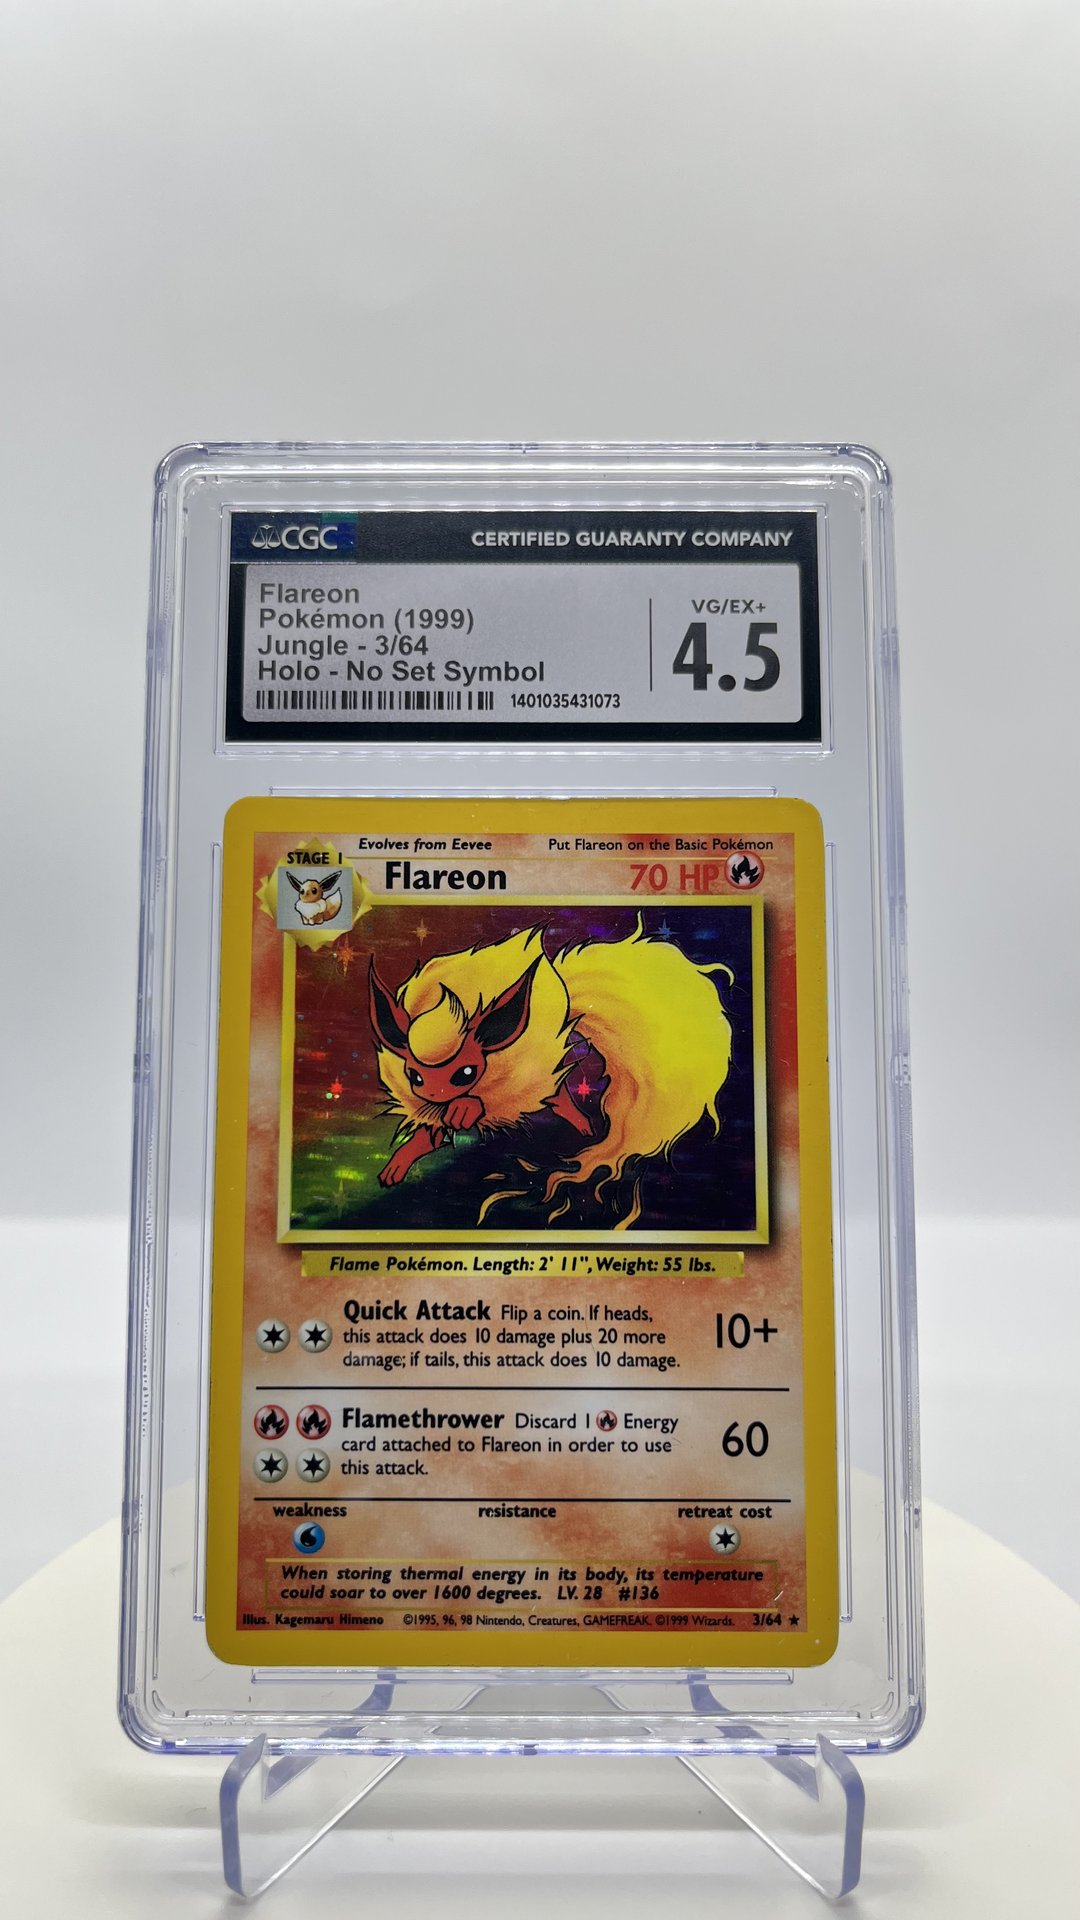 CGC CERTIFIED GUARANTY COMPANY
Flareon
Pokémon (1999)
Jungle - 3/64
Holo - No Set Symbol
1401035431073
VG/EX+
4.5
Evolves from Eevee Put Flareon on the Basic Pokémon
STAGE 1
Flareon 70 HP
Flame Pokémon. Length: 2' 11", Weight: 55 lbs.
Quick Attack Flip a coin. If heads,
this attack does 10 damage plus 20 more
damage; if tails, this attack does 10 damage.
10+
Flamethrower Discard 1 Energy
card attached to Flareon in order to use
this attack.
60
weakness resistance retreat cost
When storing thermal energy in its body, its temperature
could soar to over 1600 degrees. LV. 28 #136
Illus. Kagemaru Himeno ©1995, 96, 98 Nintendo, Creatures, GAMEFREAK. ©1999 Wizards. 3/64 ★